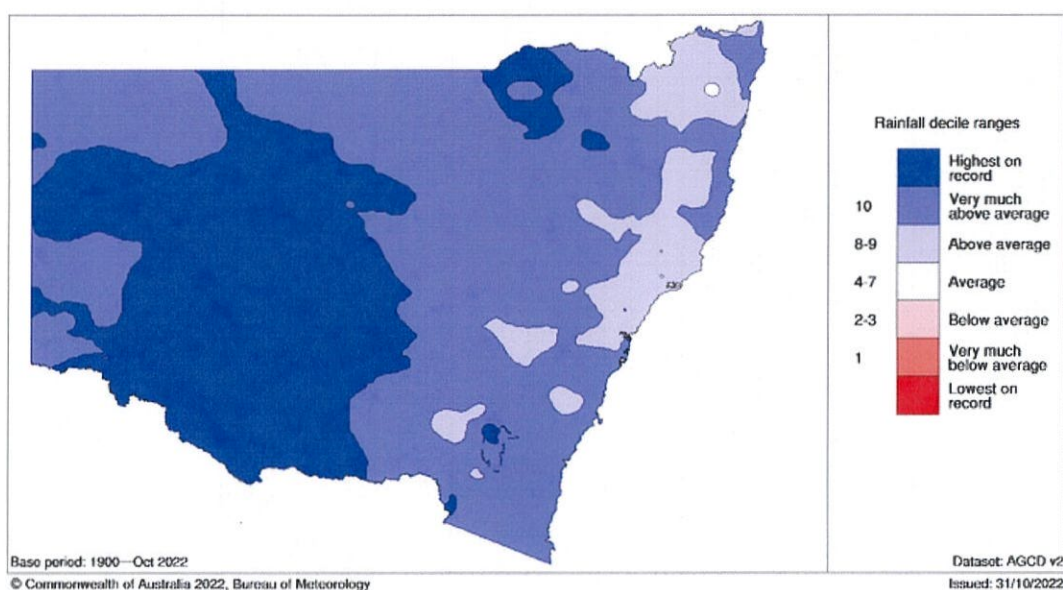 Rainfall decile ranges
Highest on
record
10
Very much
above average
8-9
Above average
4-7
Average
2-3
Below average
1
Very much
below average
Lowest on
record
Base period: 1900—Oct 2022
Dataset: AGCD v2
© Commonwealth of Australia 2022, Bureau of Meteorology
Issued: 31/10/2022